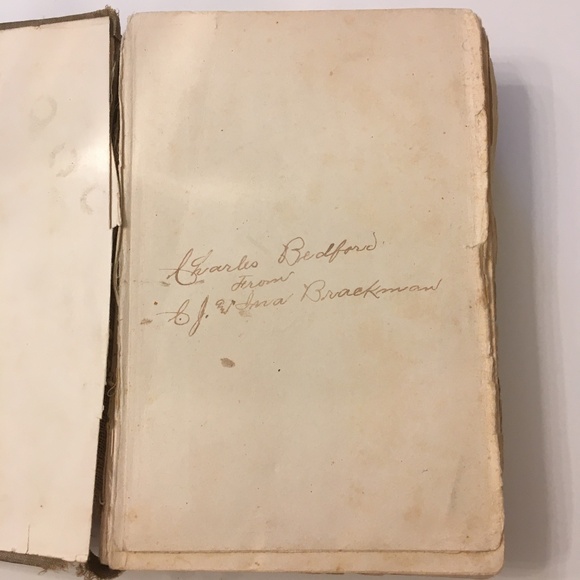 Charles Bedford.
From
C. J. & Ina Brackman